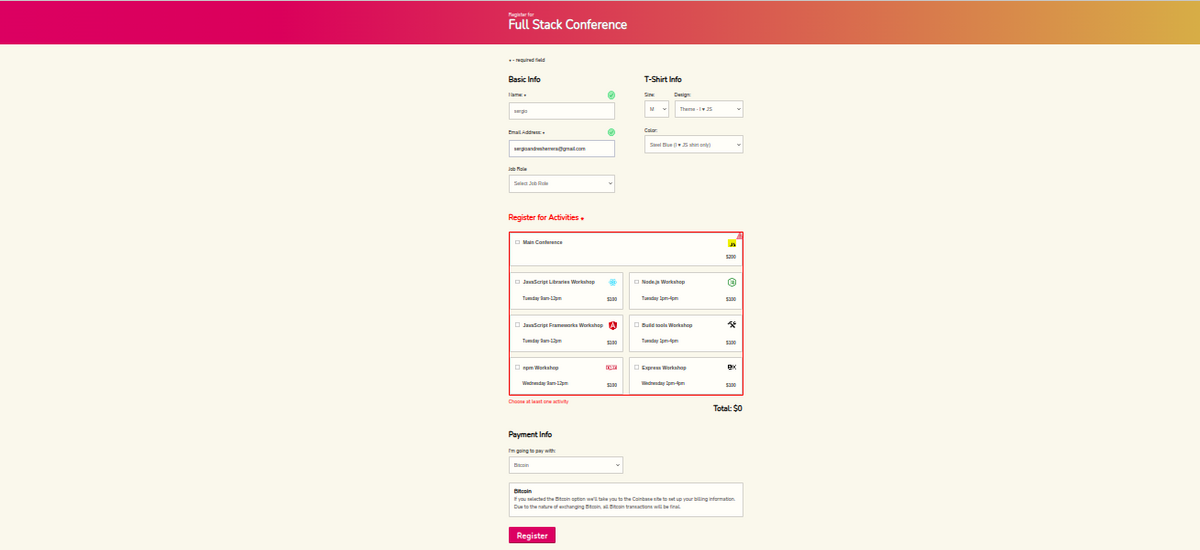 Register for
Full Stack Conference
* - required field
Basic Info
Name: *
sergio
Email Address: *
Job Role
Select Job Role
T-Shirt Info
Size:
Design:
M
Theme - I ♥ JS
Color:
Steel Blue (I ♥ JS shirt only)
Register for Activities *
Main Conference
JS
$200
JavaScript Libraries Workshop
Tuesday 9am-12pm
$100
Node.js Workshop
Tuesday 1pm-4pm
$100
JavaScript Frameworks Workshop
Tuesday 9am-12pm
$100
Build tools Workshop
Tuesday 1pm-4pm
$100
npm Workshop
Wednesday 9am-12pm
$100
Express Workshop
Wednesday 1pm-4pm
$100
Choose at least one activity
Total: $0
Payment Info
I'm going to pay with:
Bitcoin
Bitcoin
If you selected the Bitcoin option we'll take you to the Coinbase site to set up your billing information.
Due to the nature of exchanging Bitcoin, all Bitcoin transactions will be final.
Register